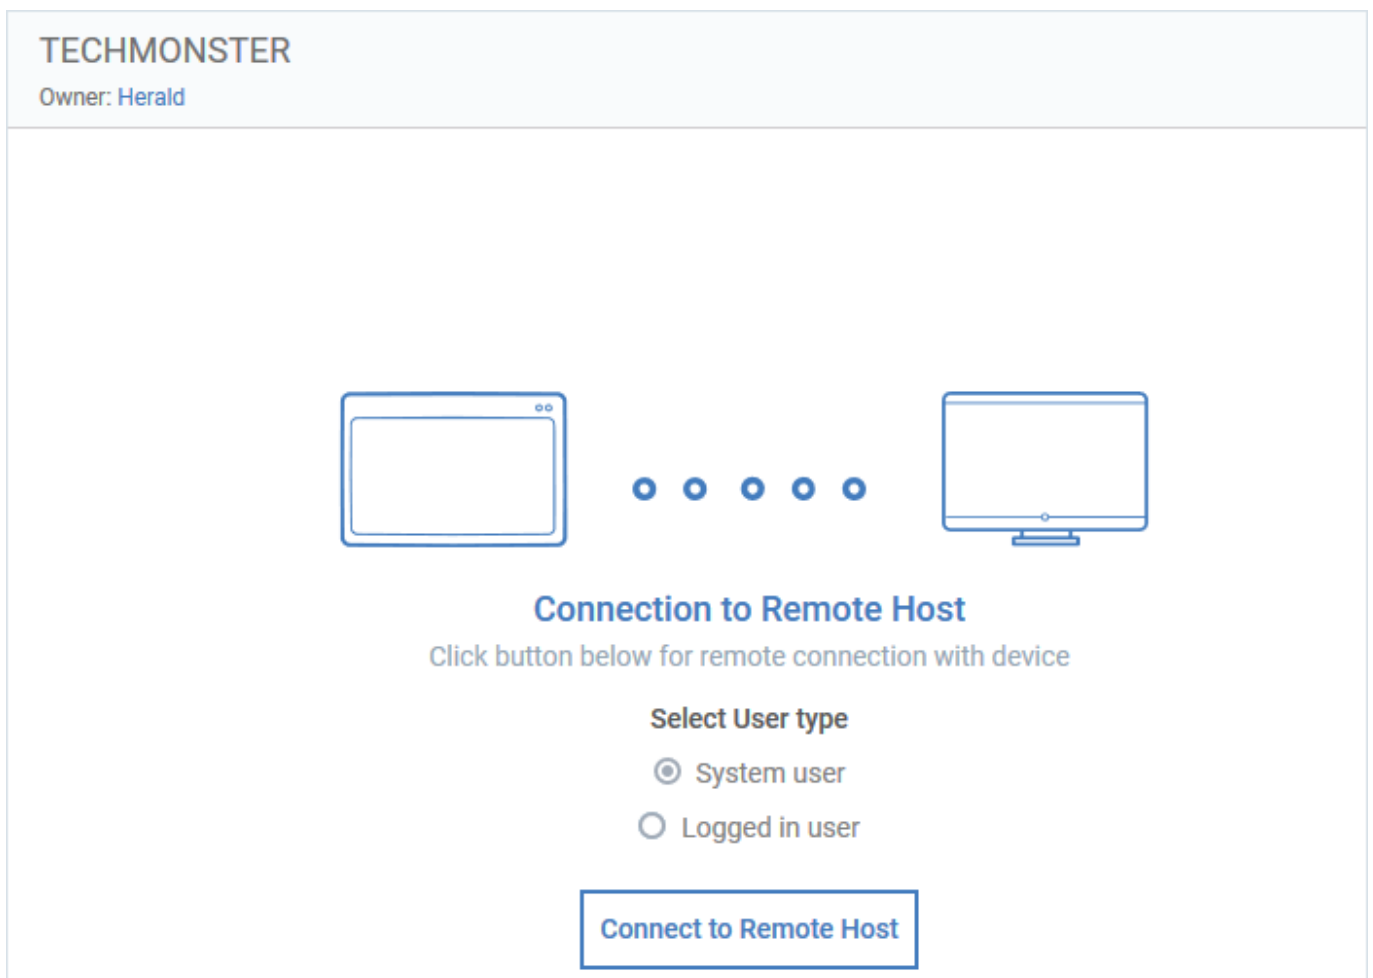 TECHMONSTER
Owner: Herald
Connection to Remote Host
Click button below for remote connection with device
Select User type
System user
Logged in user
Connect to Remote Host